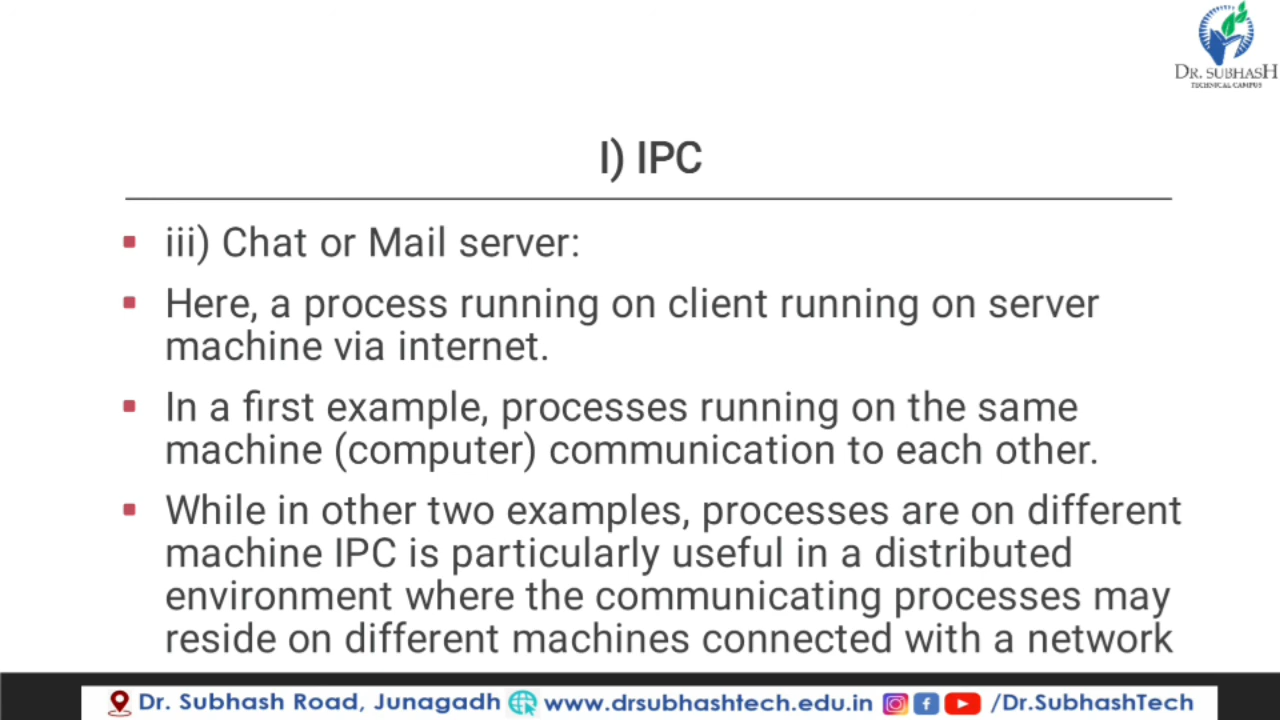 DR. SUBHASH
TECHNICAL CAMPUS
I) IPC
iii) Chat or Mail server:
Here, a process running on client running on server
machine via internet.
In a first example, processes running on the same
machine (computer) communication to each other.
While in other two examples, processes are on different
machine IPC is particularly useful in a distributed
environment where the communicating processes may
reside on different machines connected with a network
Dr. Subhash Road, Junagadh www.drsubhashtech.edu.in /Dr.SubhashTech